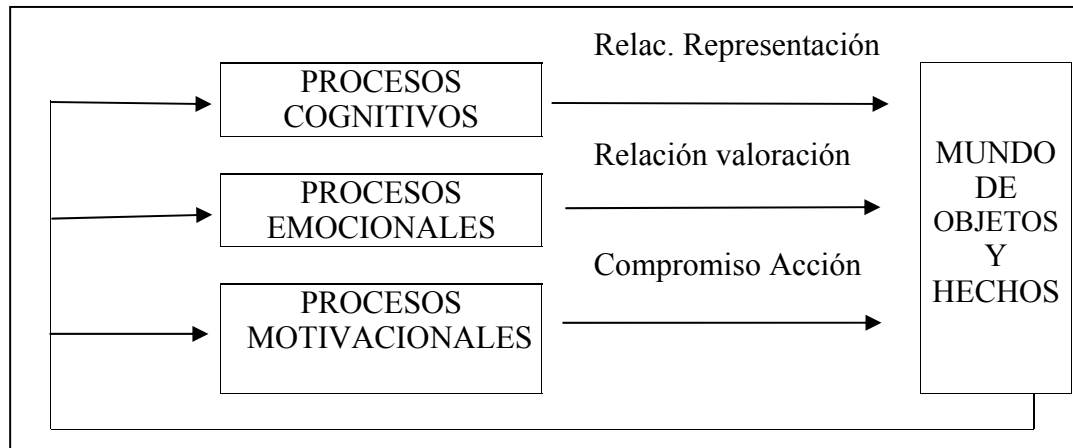 Relac. Representación
PROCESOS
COGNITIVOS
Relación valoración
PROCESOS
EMOCIONALES
Compromiso Acción
PROCESOS
MOTIVACIONALES
MUNDO
DE
OBJETOS
Y
HECHOS